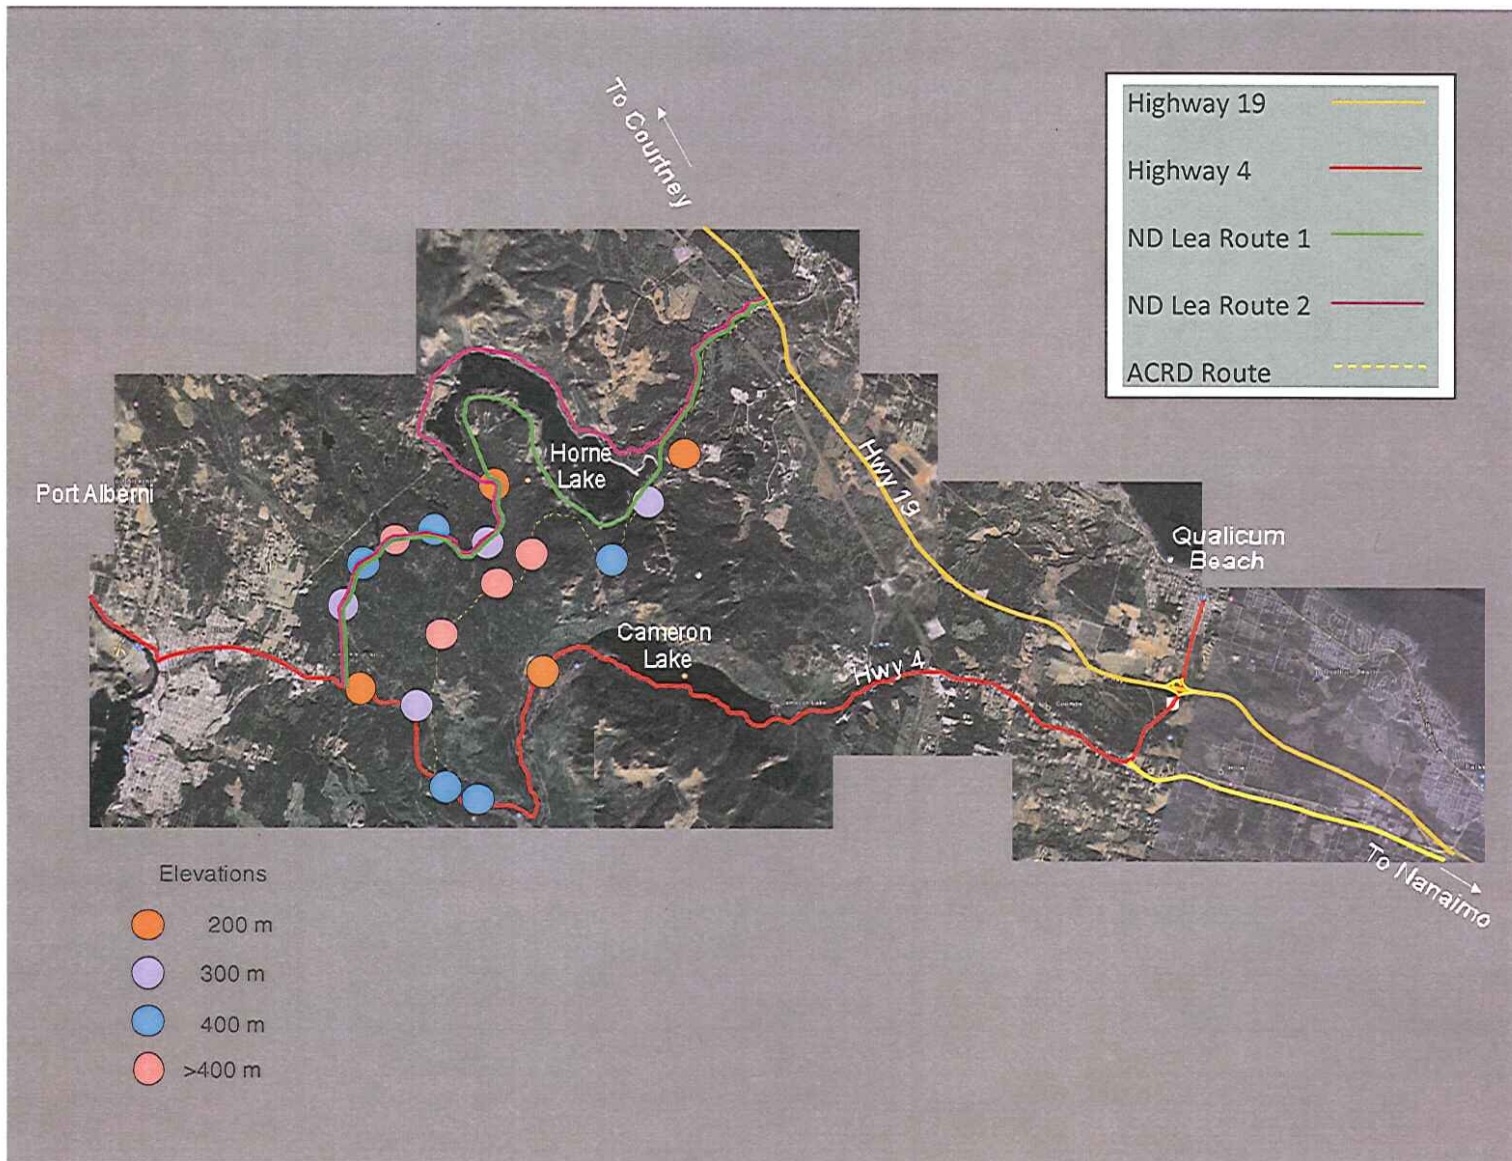 To Courtney
Highway 19
Highway 4
ND Lea Route 1
ND Lea Route 2
ACRD Route
Horne
Lake
Port Alberni
Hwy 19
Qualicum
Beach
Cameron
Lake
Hwy 4
Coombs
To Nanaimo
Elevations
200 m
300 m
400 m
>400 m